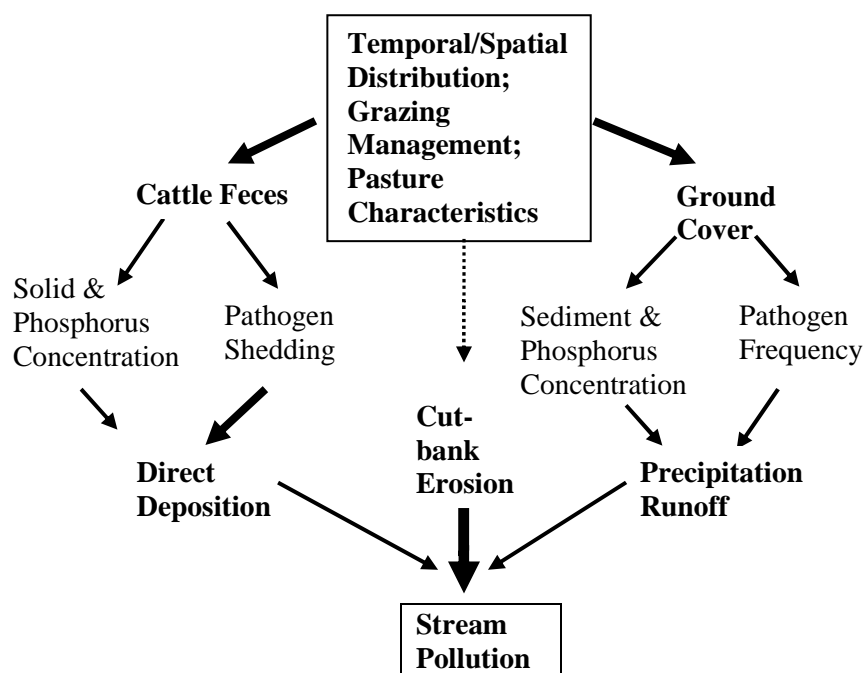 Temporal/Spatial
Distribution;
Grazing
Management;
Pasture
Characteristics
Cattle Feces
Ground
Cover
Solid &
Phosphorus
Concentration
Pathogen
Shedding
Sediment &
Phosphorus
Concentration
Pathogen
Frequency
Direct
Deposition
Cut-
bank
Erosion
Precipitation
Runoff
Stream
Pollution